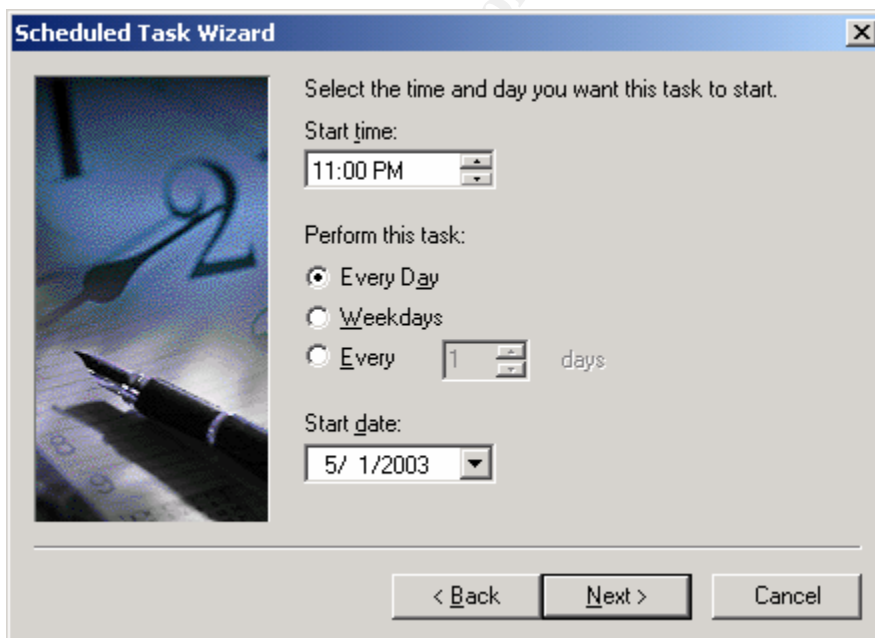 Scheduled Task Wizard
Select the time and day you want this task to start.
Start time:
11:00 PM
Perform this task:
Every Day
Weekdays
Every 1 days
Start date:
5/ 1/2003
< Back Next > Cancel